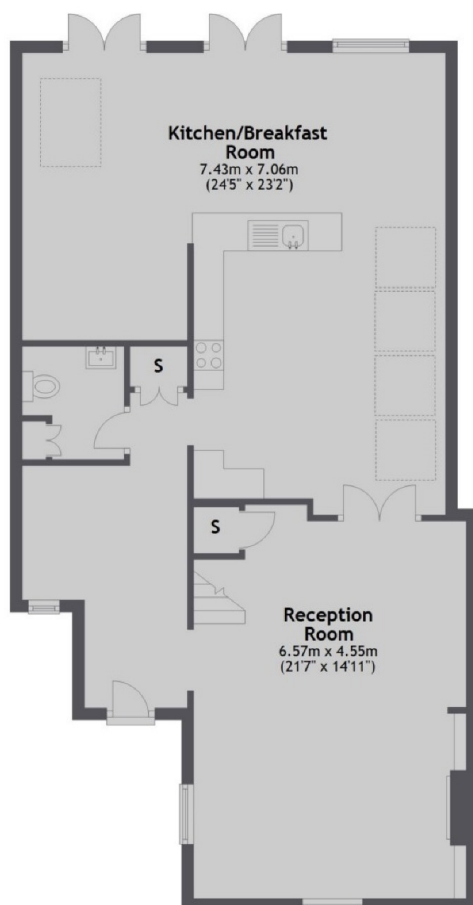 Kitchen/Breakfast
Room
7.43m x 7.06m
(24'5" x 23'2")
S
S
Reception
Room
6.57m x 4.55m
(21'7" x 14'11")